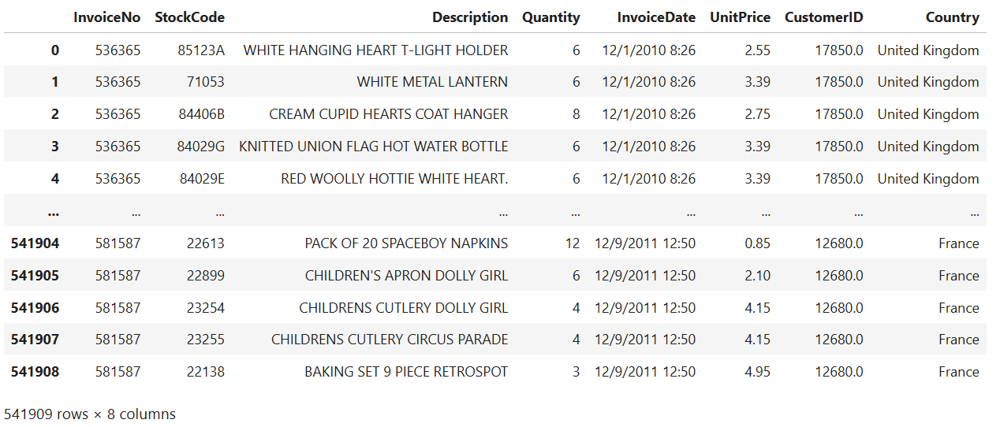 InvoiceNo StockCode Description Quantity InvoiceDate UnitPrice CustomerID Country
0 536365 85123A WHITE HANGING HEART T-LIGHT HOLDER 6 12/1/2010 8:26 2.55 17850.0 United Kingdom
1 536365 71053 WHITE METAL LANTERN 6 12/1/2010 8:26 3.39 17850.0 United Kingdom
2 536365 84406B CREAM CUPID HEARTS COAT HANGER 8 12/1/2010 8:26 2.75 17850.0 United Kingdom
3 536365 84029G KNITTED UNION FLAG HOT WATER BOTTLE 6 12/1/2010 8:26 3.39 17850.0 United Kingdom
4 536365 84029E RED WOOLLY HOTTIE WHITE HEART. 6 12/1/2010 8:26 3.39 17850.0 United Kingdom
... ... ... ... ... ... ... ... ...
541904 581587 22613 PACK OF 20 SPACEBOY NAPKINS 12 12/9/2011 12:50 0.85 12680.0 France
541905 581587 22899 CHILDREN'S APRON DOLLY GIRL 6 12/9/2011 12:50 2.10 12680.0 France
541906 581587 23254 CHILDRENS CUTLERY DOLLY GIRL 4 12/9/2011 12:50 4.15 12680.0 France
541907 581587 23255 CHILDRENS CUTLERY CIRCUS PARADE 4 12/9/2011 12:50 4.15 12680.0 France
541908 581587 22138 BAKING SET 9 PIECE RETROSPOT 3 12/9/2011 12:50 4.95 12680.0 France
541909 rows × 8 columns